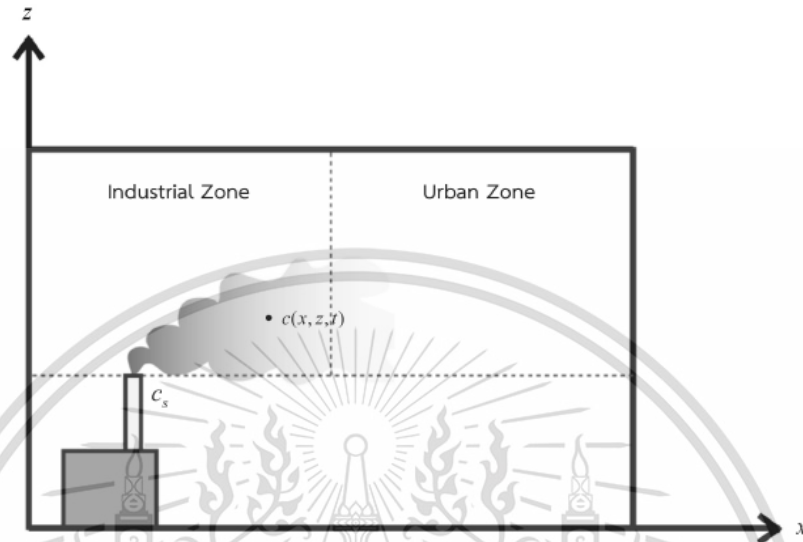 z
Industrial Zone Urban Zone
c(x, z, t)
c_s
x